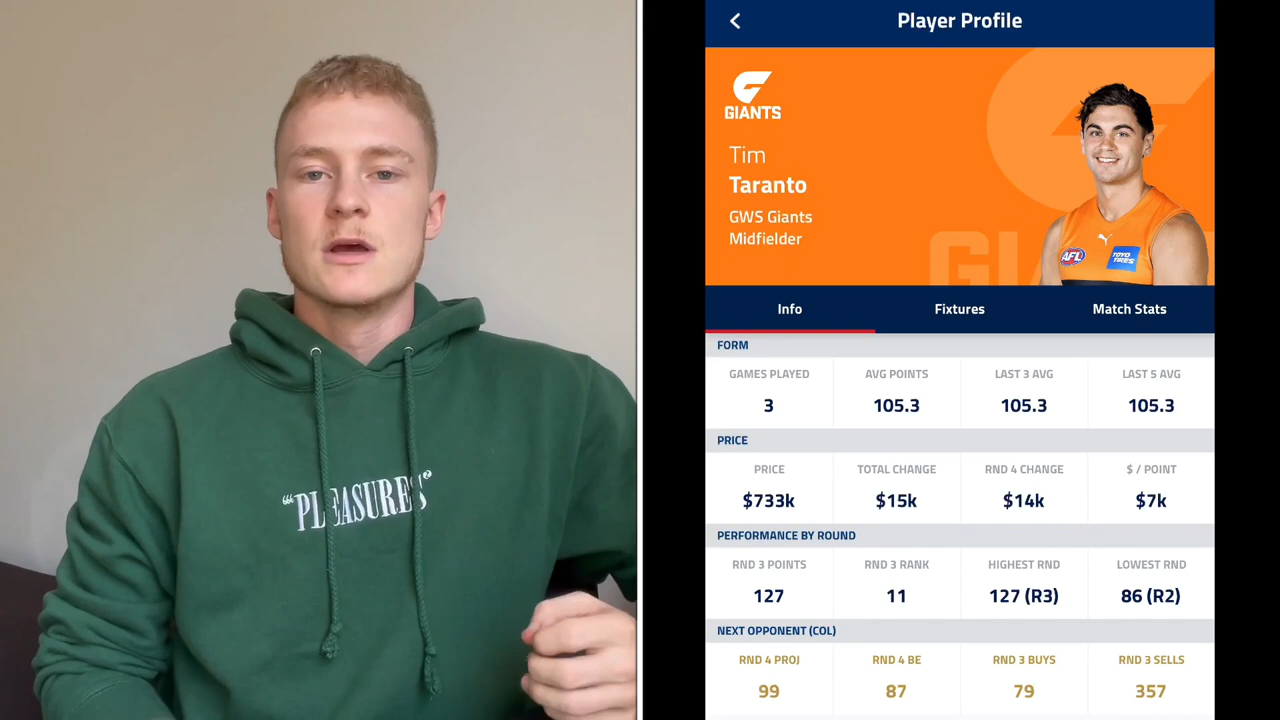 "PLEASURES"
Player Profile
GIANTS
Tim
Taranto
GWS Giants
Midfielder
GI
AFL
TOYO
TIRES
Info Fixtures Match Stats
FORM
GAMES PLAYED AVG POINTS LAST 3 AVG LAST 5 AVG
3 105.3 105.3 105.3
PRICE
PRICE TOTAL CHANGE RND 4 CHANGE $ / POINT
$733k $15k $14k $7k
PERFORMANCE BY ROUND
RND 3 POINTS RND 3 RANK HIGHEST RND LOWEST RND
127 11 127 (R3) 86 (R2)
NEXT OPPONENT (COL)
RND 4 PROJ RND 4 BE RND 3 BUYS RND 3 SELLS
99 87 79 357